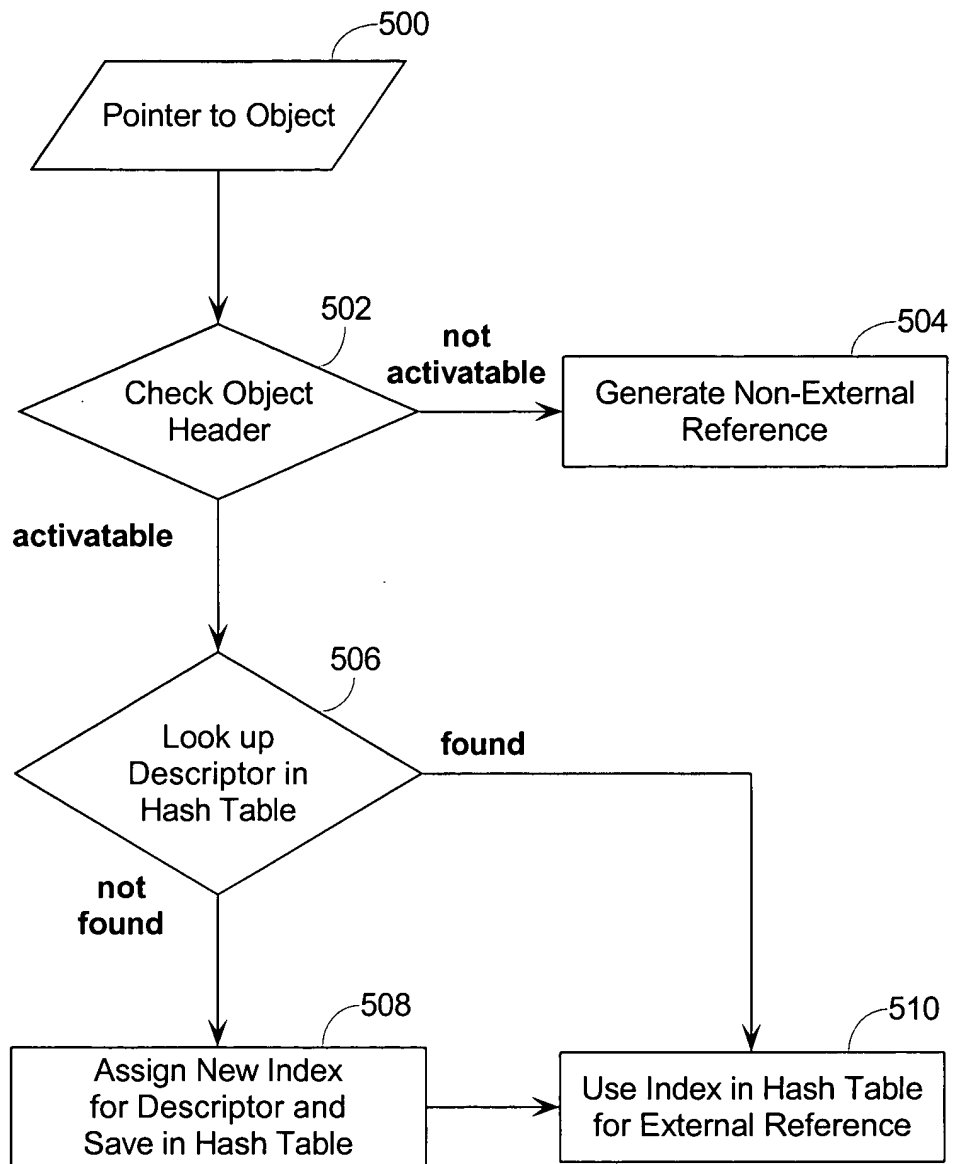 500
Pointer to Object
502
Check Object
Header
not
activatable
504
Generate Non-External
Reference
activatable
506
Look up
Descriptor in
Hash Table
found
not
found
508
Assign New Index
for Descriptor and
Save in Hash Table
510
Use Index in Hash Table
for External Reference